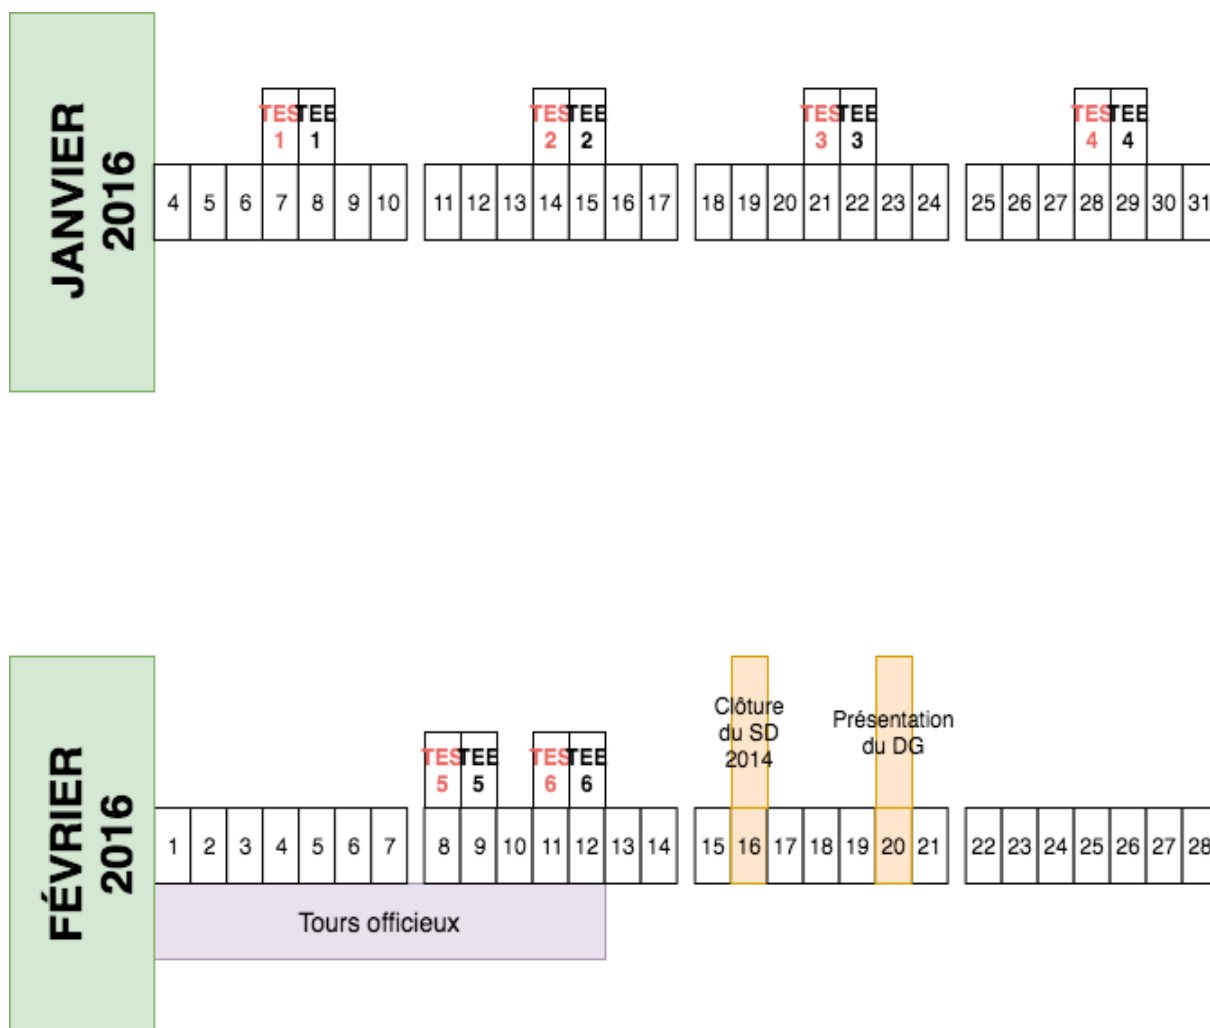 JANVIER
2016
TES TEE TES TEE TES TEE TES TEE
1 1 2 2 3 3 4 4
4 5 6 7 8 9 10 11 12 13 14 15 16 17 18 19 20 21 22 23 24 25 26 27 28 29 30 31
FÉVRIER
2016
Clôture
du SD
2014
Présentation
du DG
TES TEE TES TEE
5 5 6 6
1 2 3 4 5 6 7 8 9 10 11 12 13 14 15 16 17 18 19 20 21 22 23 24 25 26 27 28
Tours officieux